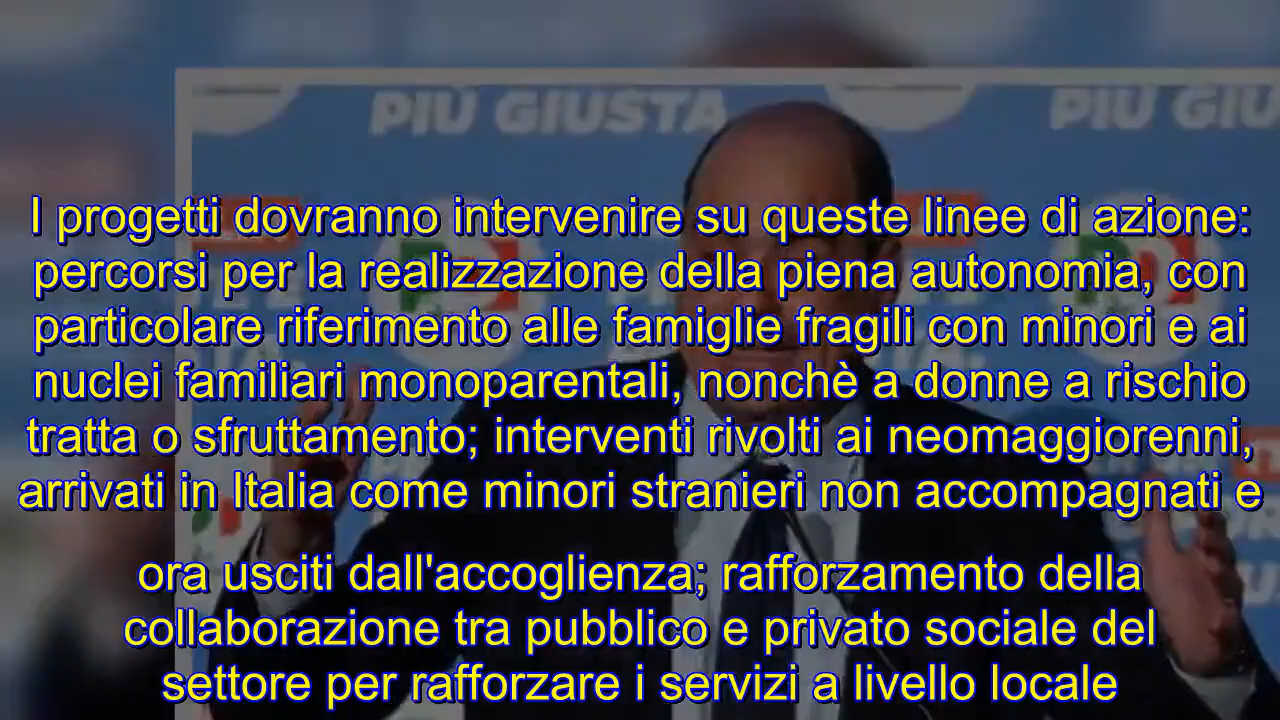 PIÙ GIUSTA
PIÙ GIU
I progetti dovranno intervenire su queste linee di azione:
percorsi per la realizzazione della piena autonomia, con
particolare riferimento alle famiglie fragili con minori e ai
nuclei familiari monoparentali, nonchè a donne a rischio
tratta o sfruttamento; interventi rivolti ai neomaggiorenni,
arrivati in Italia come minori stranieri non accompagnati e
ora usciti dall'accoglienza; rafforzamento della
collaborazione tra pubblico e privato sociale del
settore per rafforzare i servizi a livello locale